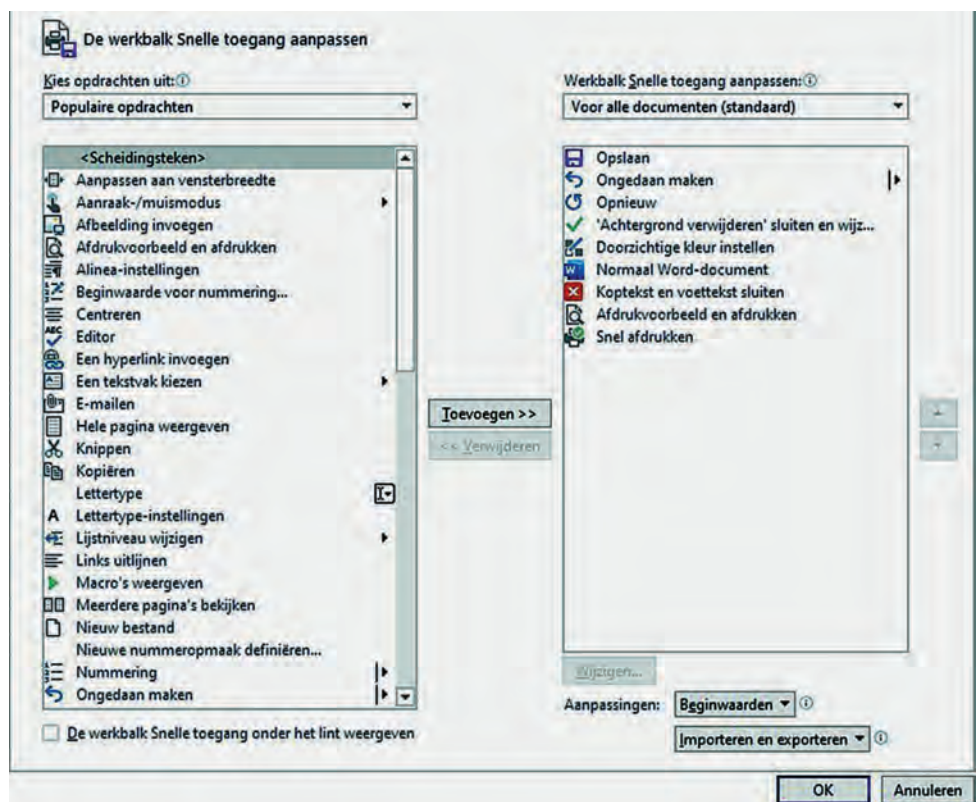 De werkbalk Snelle toegang aanpassen
Kies opdrachten uit:
Populaire opdrachten
<Scheidingsteken>
Aanpassen aan vensterbreedte
Aanraak-/muismodus
Afbeelding invoegen
Afdrukvoorbeeld en afdrukken
Alinea-instellingen
Beginwaarde voor nummering...
Centreren
Editor
Een hyperlink invoegen
Een tekstvak kiezen
E-mailen
Hele pagina weergeven
Knippen
Kopiëren
Lettertype
Lettertype-instellingen
Lijstniveau wijzigen
Links uitlijnen
Macro's weergeven
Meerdere pagina's bekijken
Nieuw bestand
Nieuwe nummeropmaak definiëren...
Nummering
Ongedaan maken
De werkbalk Snelle toegang onder het lint weergeven
Toevoegen >>
<< Verwijderen
Werkbalk Snelle toegang aanpassen:
Voor alle documenten (standaard)
Opslaan
Ongedaan maken
Opnieuw
'Achtergrond verwijderen' sluiten en wijz...
Doorzichtige kleur instellen
Normaal Word-document
Koptekst en voettekst sluiten
Afdrukvoorbeeld en afdrukken
Snel afdrukken
Wijzigen...
Aanpassingen: Beginwaarden
Importeren en exporteren
OK Annuleren